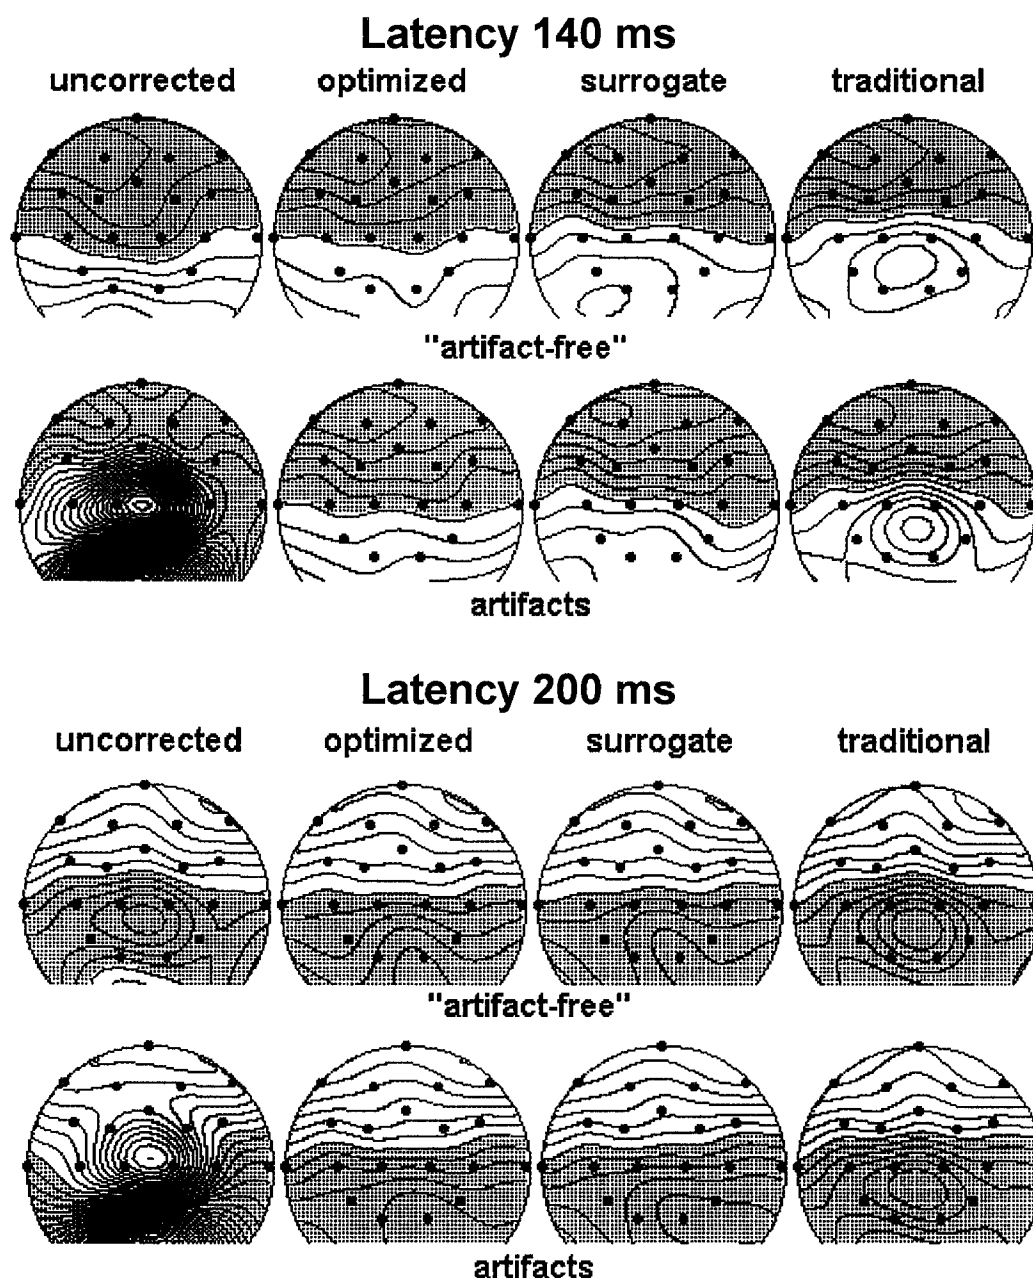 Latency 140 ms
uncorrected optimized surrogate traditional
"artifact-free"
artifacts
Latency 200 ms
uncorrected optimized surrogate traditional
"artifact-free"
artifacts